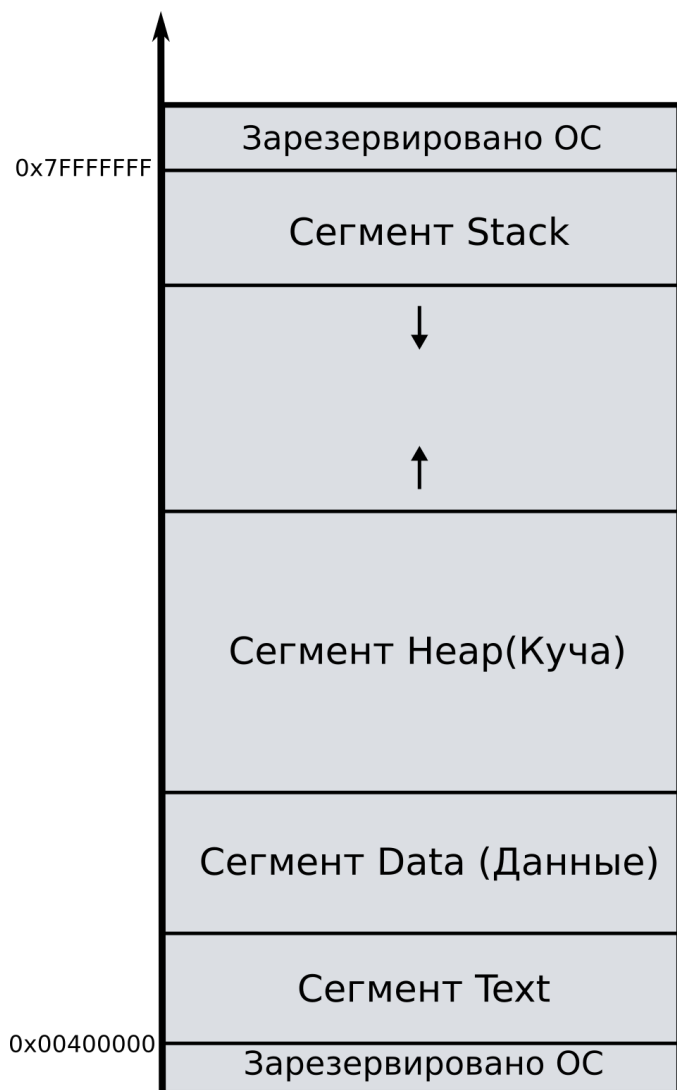 Зарезервировано ОС
0x7FFFFFFF
Сегмент Stack
Сегмент Heap(Куча)
Сегмент Data (Данные)
Сегмент Text
0x00400000
Зарезервировано ОС